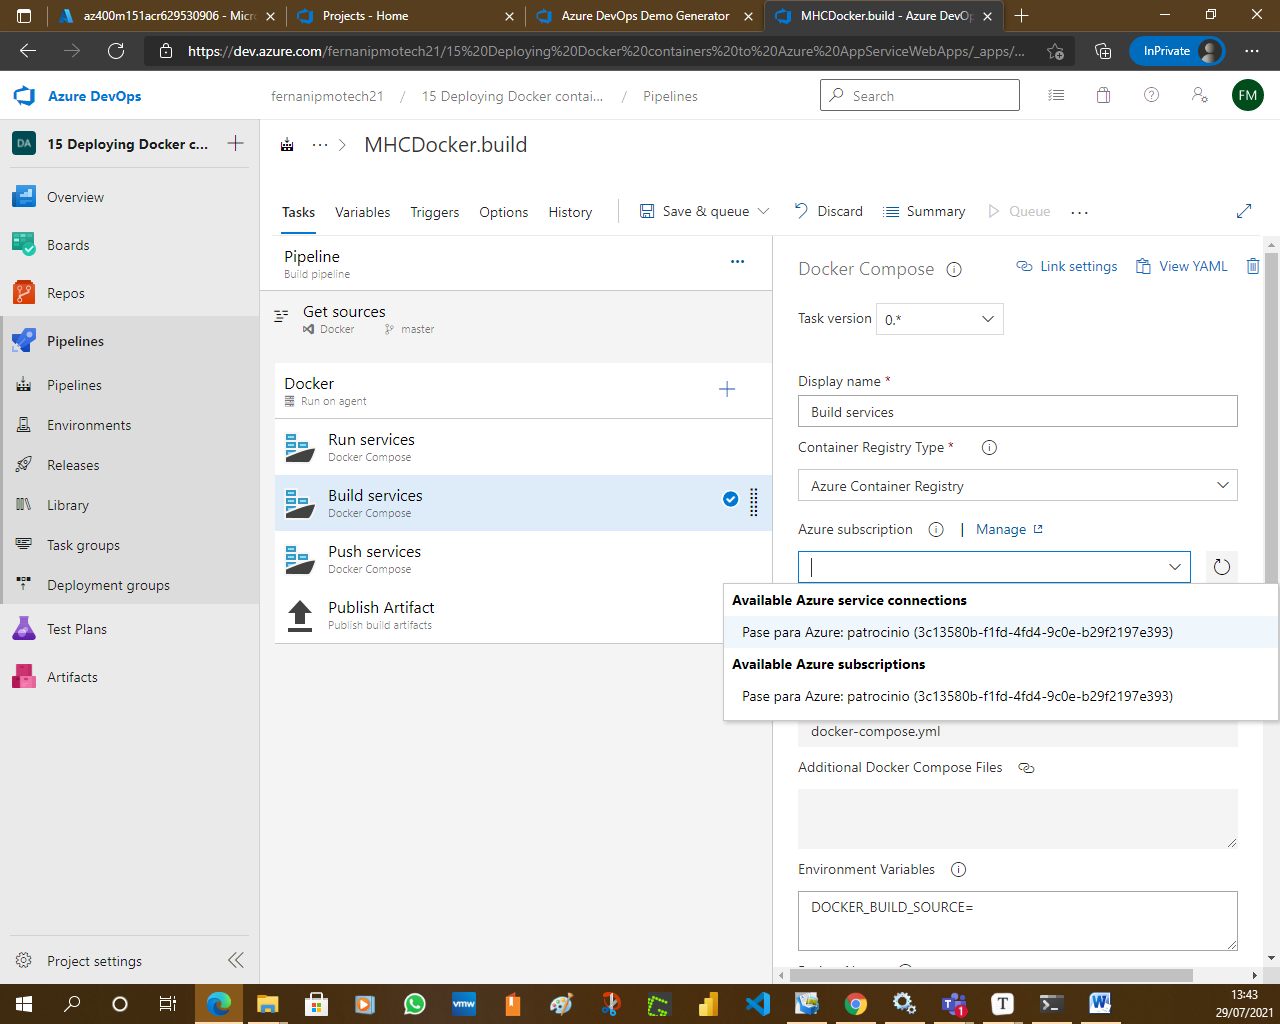 az400m151acr629530906 - Micr
Projects - Home
Azure DevOps Demo Generator
MHCDocker.build - Azure DevOp
https://dev.azure.com/fernanipmotech21/15%20Deploying%20Docker%20containers%20to%20Azure%20AppServiceWebApps/_apps/...
InPrivate
Azure DevOps
fernanipmotech21 / 15 Deploying Docker contai... / Pipelines
Search
FM
DA
15 Deploying Docker c...
MHCDocker.build
Overview
Boards
Repos
Pipelines
Pipelines
Environments
Releases
Library
Task groups
Deployment groups
Test Plans
Artifacts
Project settings
Tasks
Variables
Triggers
Options
History
Save & queue
Discard
Summary
Queue
Pipeline
Build pipeline
Get sources
Docker
master
Docker
Run on agent
Run services
Docker Compose
Build services
Docker Compose
Push services
Docker Compose
Publish Artifact
Publish build artifacts
Docker Compose
Link settings
View YAML
Task version
0.*
Display name *
Build services
Container Registry Type *
Azure Container Registry
Azure subscription
| Manage
Available Azure service connections
Pase para Azure: patrocinio (3c13580b-f1fd-4fd4-9c0e-b29f2197e393)
Available Azure subscriptions
Pase para Azure: patrocinio (3c13580b-f1fd-4fd4-9c0e-b29f2197e393)
docker-compose.yml
Additional Docker Compose Files
Environment Variables
DOCKER_BUILD_SOURCE=
vmw
1
T
W
13:43
29/07/2021